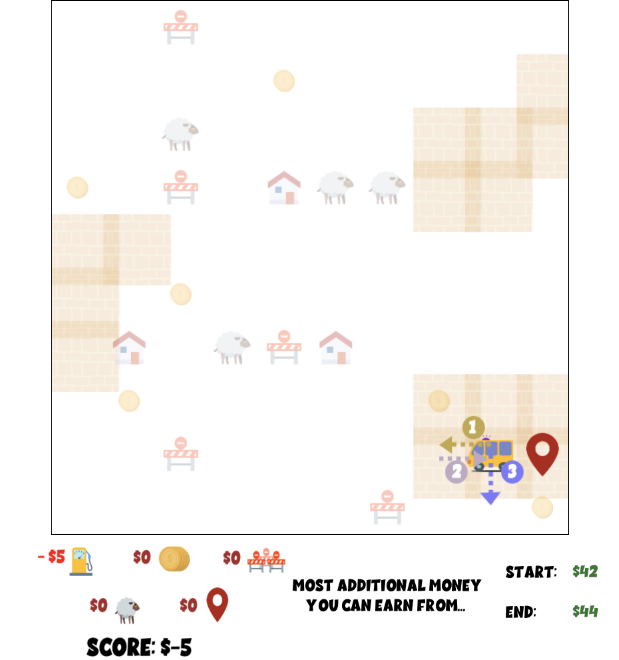 1
2
3
- $5
$0
$0
$0
$0
MOST ADDITIONAL MONEY
YOU CAN EARN FROM...
START: $42
END: $44
SCORE: $-5